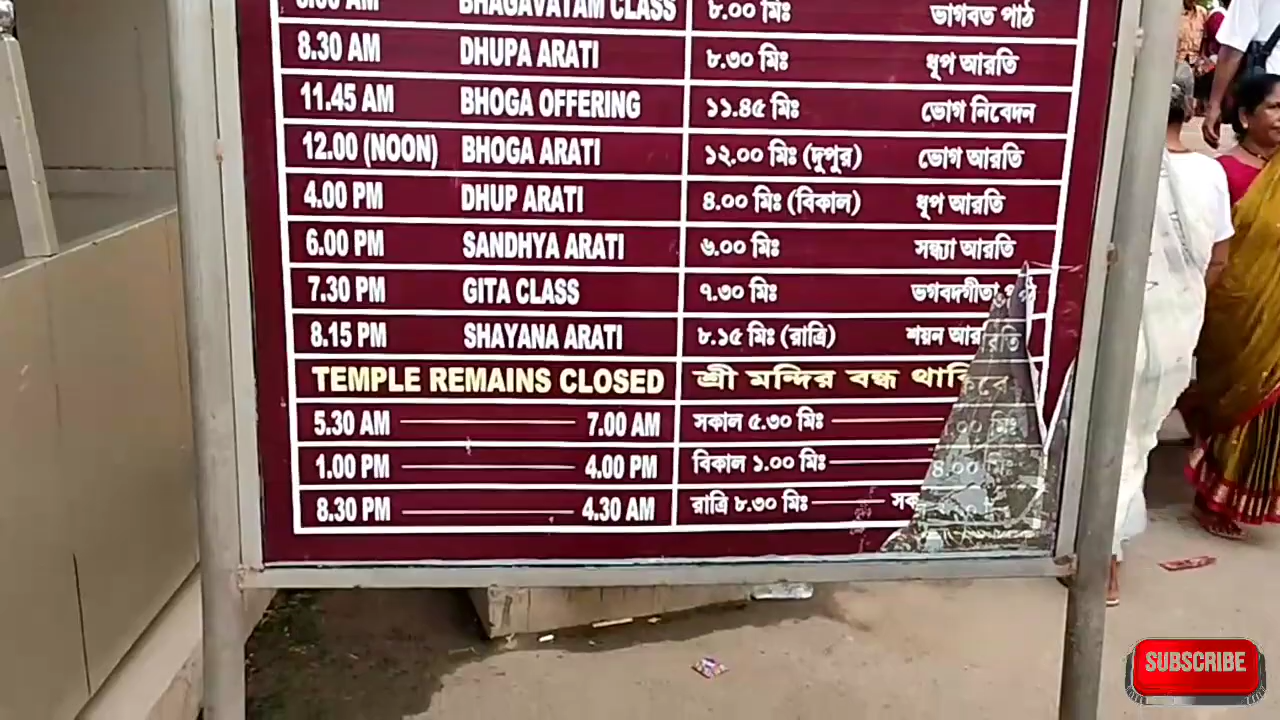 BHAGAVATAM CLASS ৮.০০ মিঃ ভাগবত পাঠ
8.30 AM DHUPA ARATI ৮.৩০ মিঃ ধূপ আরতি
11.45 AM BHOGA OFFERING ১১.৪৫ মিঃ ভোগ নিবেদন
12.00 (NOON) BHOGA ARATI ১২.০০ মিঃ (দুপুর) ভোগ আরতি
4.00 PM DHUP ARATI ৪.০০ মিঃ (বিকাল) ধূপ আরতি
6.00 PM SANDHYA ARATI ৬.০০ মিঃ সন্ধ্যা আরতি
7.30 PM GITA CLASS ৭.৩০ মিঃ ভগবদগীতা
8.15 PM SHAYANA ARATI ৮.১৫ মিঃ (রাত্রি) শয়ন আরতি
TEMPLE REMAINS CLOSED শ্রী মন্দির বন্ধ থাকিবে
5.30 AM 7.00 AM সকাল ৫.৩০ মিঃ
1.00 PM 4.00 PM বিকাল ১.০০ মিঃ ৪.০০ মিঃ
8.30 PM 4.30 AM রাত্রি ৮.৩০ মিঃ
SUBSCRIBE